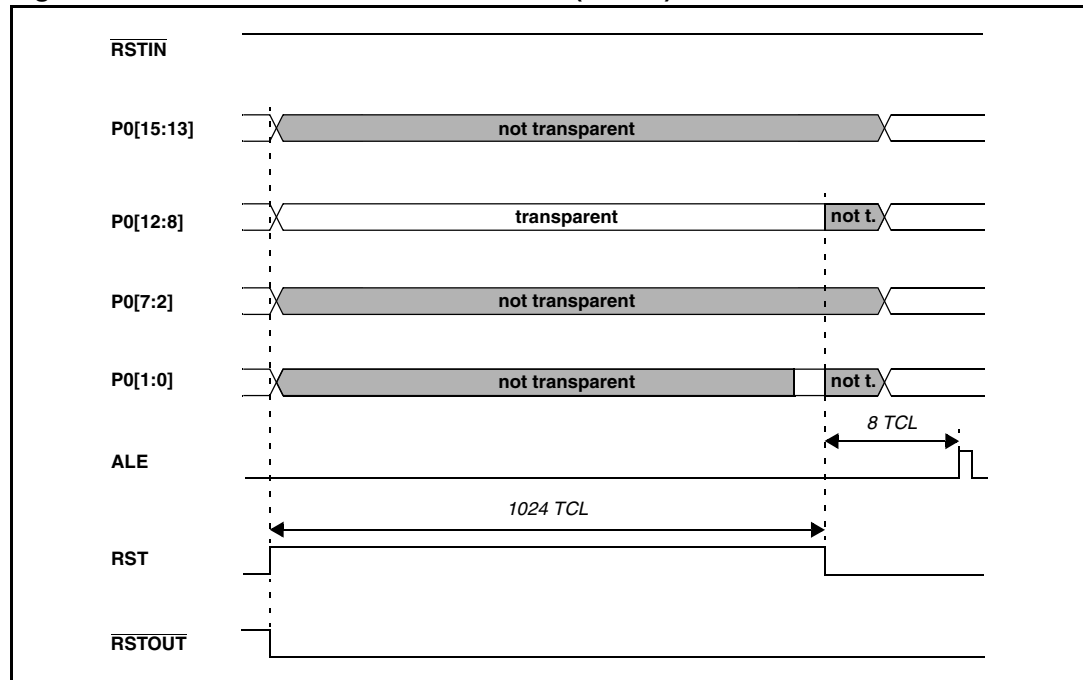 RSTIN
P0[15:13] not transparent
P0[12:8] transparent not t.
P0[7:2] not transparent
P0[1:0] not transparent not t.
8 TCL
ALE
1024 TCL
RST
RSTOUT